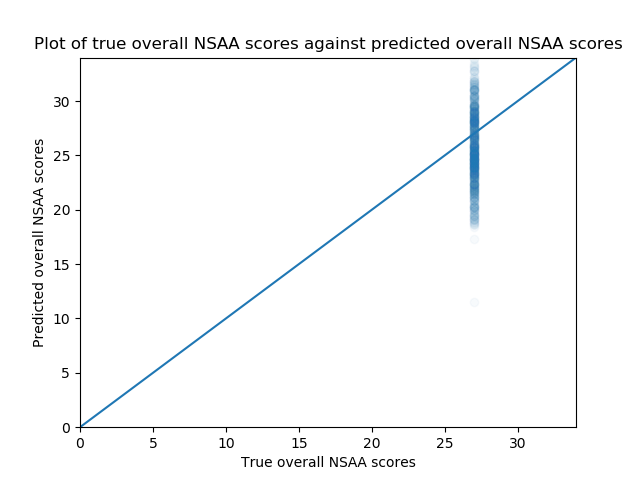 Plot of true overall NSAA scores against predicted overall NSAA scores
Predicted overall NSAA scores
30
25
20
15
10
5
0
0 5 10 15 20 25 30
True overall NSAA scores